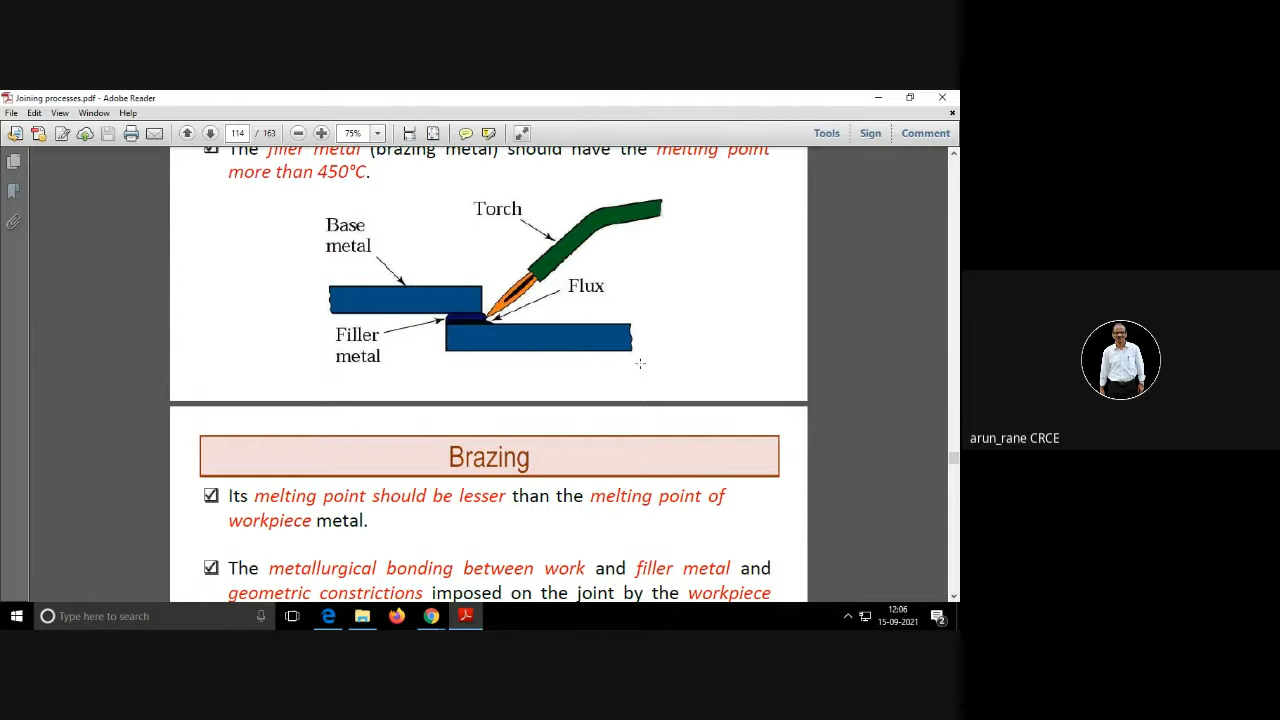 Joining processes.pdf - Adobe Reader
File Edit View Window Help
114 / 163 75% Tools Sign Comment
The filler metal (brazing metal) should have the melting point
more than 450°C.
Torch
Base
metal
Flux
Filler
metal
Brazing
Its melting point should be lesser than the melting point of
workpiece metal.
The metallurgical bonding between work and filler metal and
geometric constrictions imposed on the joint by the workpiece
arun_rane CRCE
Type here to search
12:06
15-09-2021
2